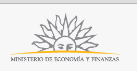 MINISTERIO DE ECONOMÍA Y FINANZAS